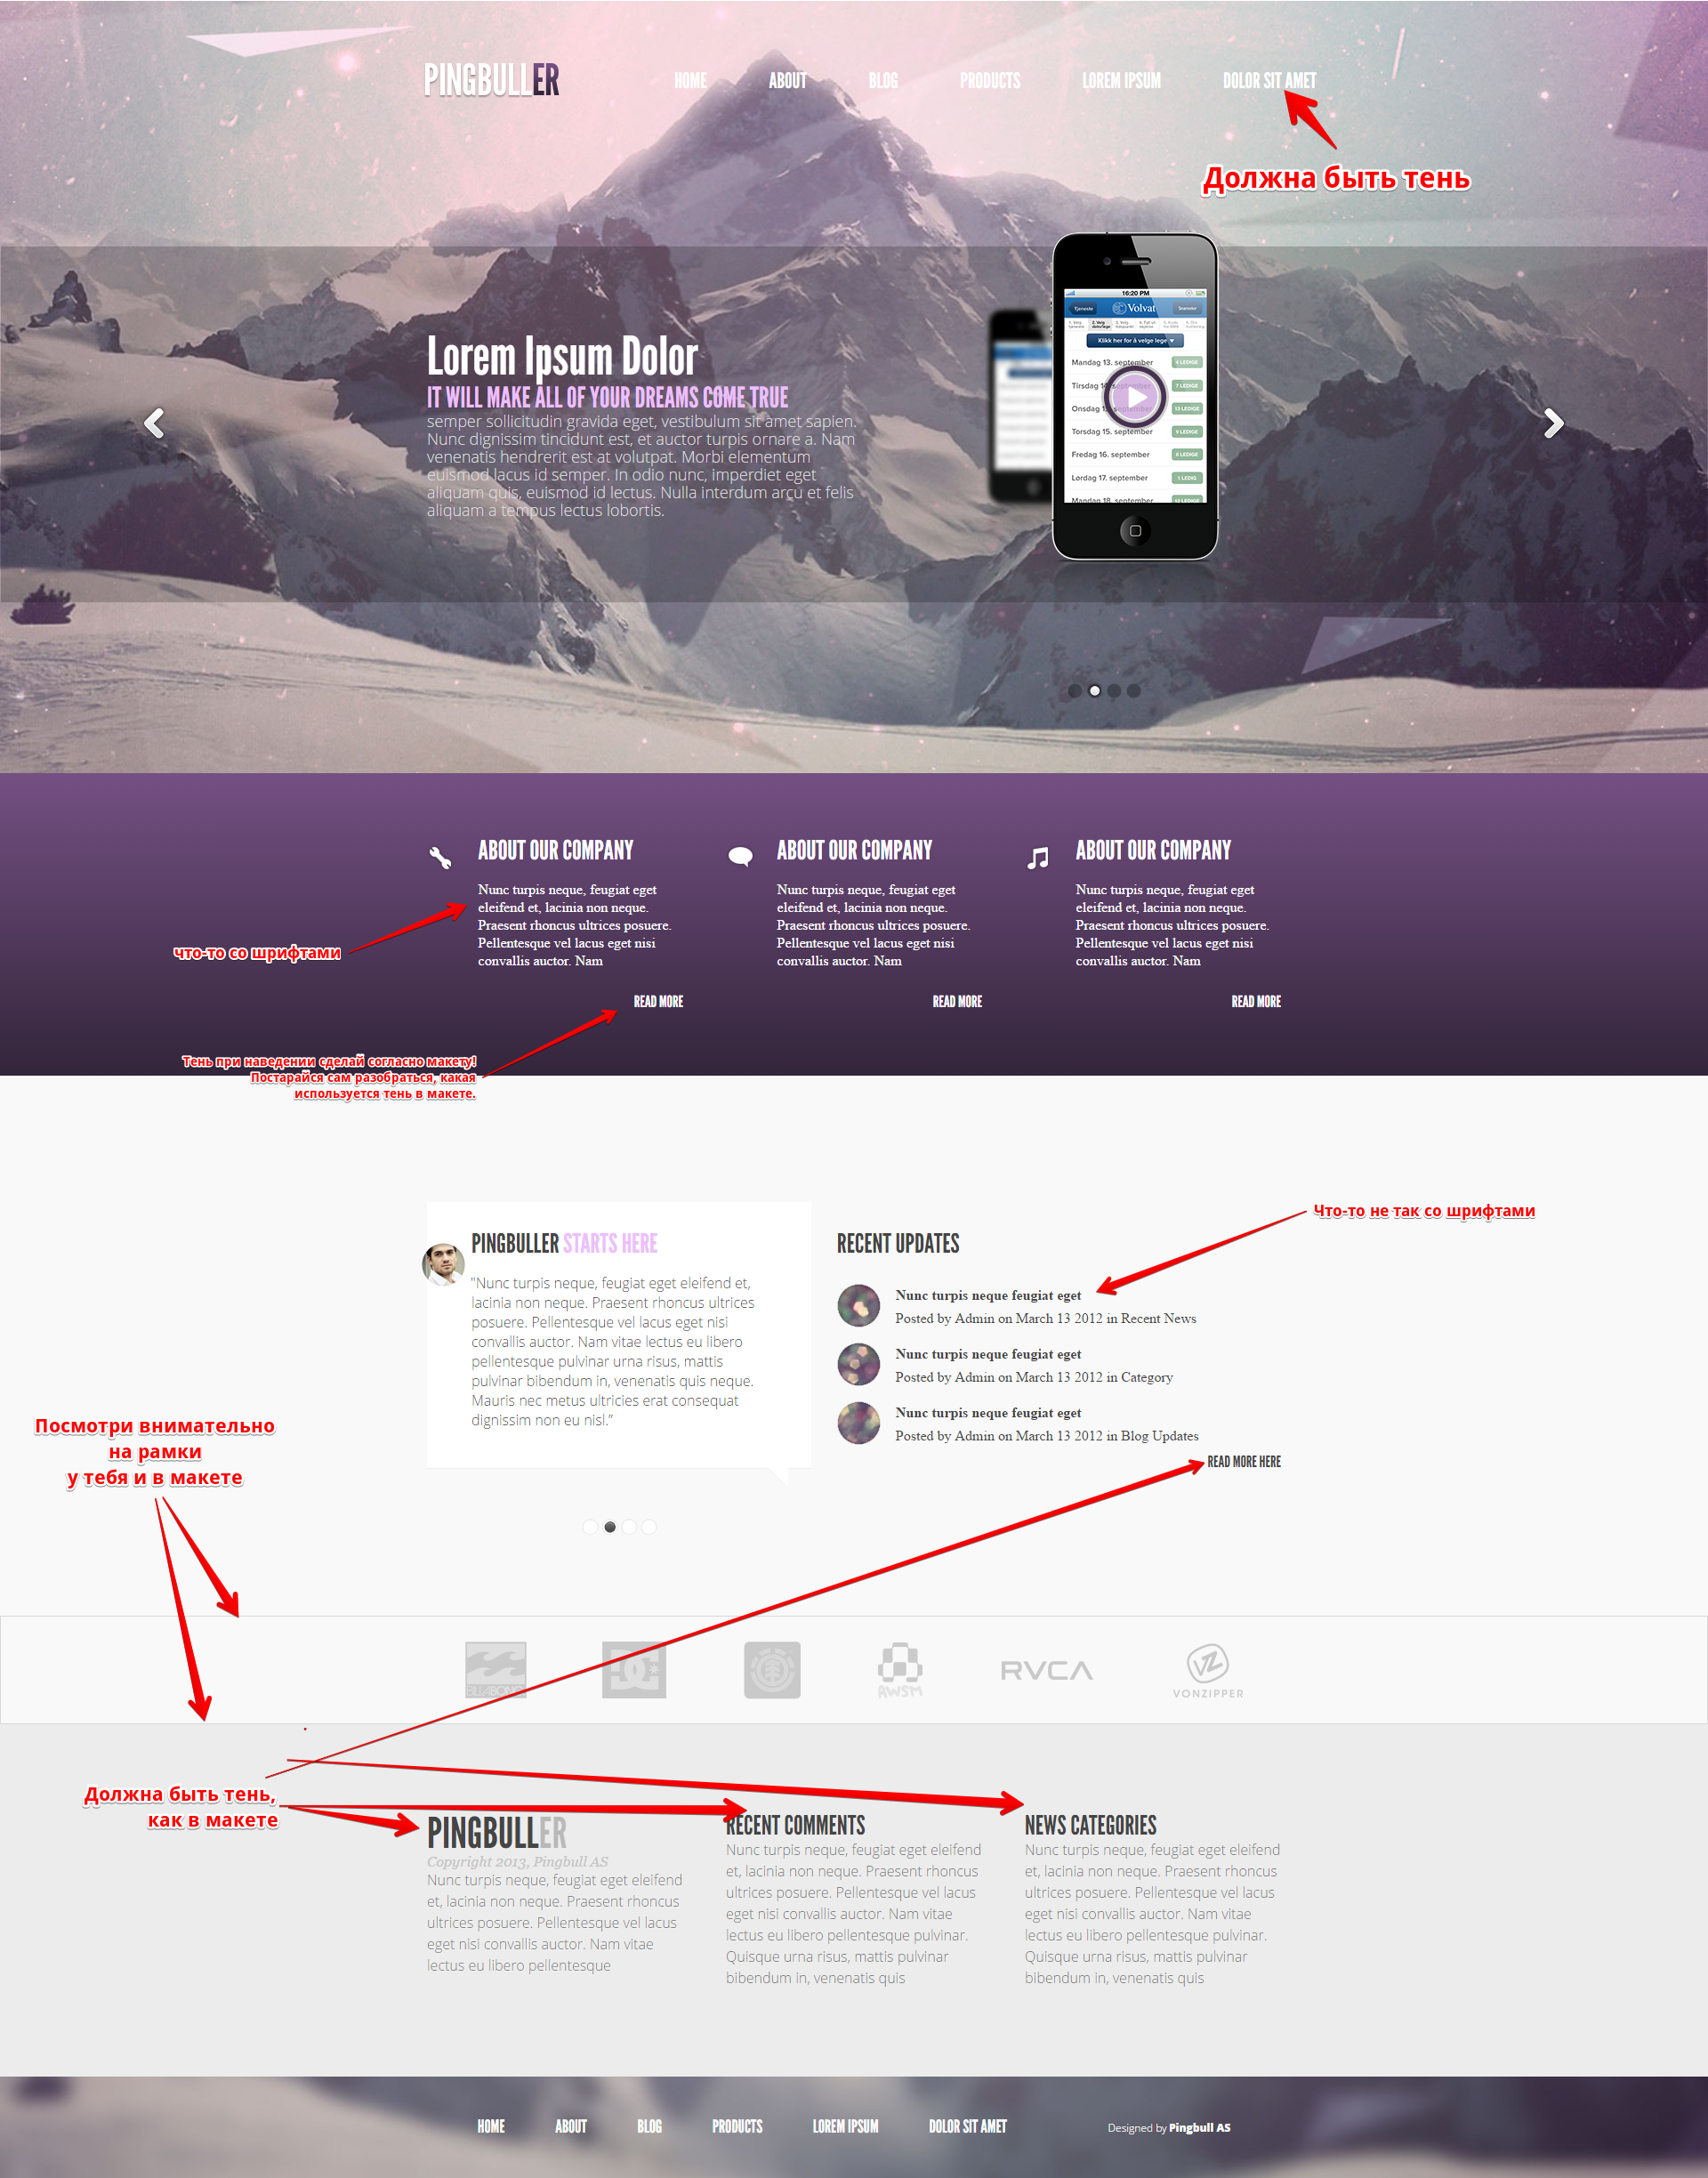 PINGBULLER
HOME ABOUT BLOG PRODUCTS LOREM IPSUM DOLOR SIT AMET
Должна быть тень
16:20 PM
Tjeneste Volvat
Klikk her for å velge lege
Mandag 13. september 4 LEDIGE
Tirsdag 14. september 7 LEDIGE
Onsdag 15. september 13 LEDIGE
Torsdag 15. september 5 LEDIGE
Fredag 16. september 8 LEDIGE
Lørdag 17. september 1 LEDIG
Mandag 18. september
Lorem Ipsum Dolor
IT WILL MAKE ALL OF YOUR DREAMS COME TRUE
semper sollicitudin gravida eget, vestibulum sit amet sapien.
Nunc dignissim tincidunt est, et auctor turpis ornare a. Nam
venenatis hendrerit est at volutpat. Morbi elementum
euismod lacus id semper. In odio nunc, imperdiet eget
aliquam quis, euismod id lectus. Nulla interdum arcu et felis
aliquam a tempus lectus lobortis.
ABOUT OUR COMPANY
Nunc turpis neque, feugiat eget
eleifend et, lacinia non neque.
Praesent rhoncus ultrices posuere.
Pellentesque vel lacus eget nisi
convallis auctor. Nam
READ MORE
ABOUT OUR COMPANY
Nunc turpis neque, feugiat eget
eleifend et, lacinia non neque.
Praesent rhoncus ultrices posuere.
Pellentesque vel lacus eget nisi
convallis auctor. Nam
READ MORE
ABOUT OUR COMPANY
Nunc turpis neque, feugiat eget
eleifend et, lacinia non neque.
Praesent rhoncus ultrices posuere.
Pellentesque vel lacus eget nisi
convallis auctor. Nam
READ MORE
что-то со шрифтами
Тень при наведении сделай согласно макету!
Постарайся сам разобраться, какая
используется тень в макете.
PINGBULLER STARTS HERE
"Nunc turpis neque, feugiat eget eleifend et,
lacinia non neque. Praesent rhoncus ultrices
posuere. Pellentesque vel lacus eget nisi
convallis auctor. Nam vitae lectus eu libero
pellentesque pulvinar urna risus, mattis
pulvinar bibendum in, venenatis quis neque.
Mauris nec metus ultricies erat consequat
dignissim non eu nisl.”
Что-то не так со шрифтами
RECENT UPDATES
Nunc turpis neque feugiat eget
Posted by Admin on March 13 2012 in Recent News
Nunc turpis neque feugiat eget
Posted by Admin on March 13 2012 in Category
Nunc turpis neque feugiat eget
Posted by Admin on March 13 2012 in Blog Updates
READ MORE HERE
Посмотри внимательно
на рамки
у тебя и в макете
BILLABONG
DC
AWSM
RVCA
VZ
VONZIPPER
Должна быть тень,
как в макете
PINGBULLER
Copyright 2013, Pingbull AS
Nunc turpis neque, feugiat eget eleifend
et, lacinia non neque. Praesent rhoncus
ultrices posuere. Pellentesque vel lacus
eget nisl convallis auctor. Nam vitae
lectus eu libero pellentesque
RECENT COMMENTS
Nunc turpis neque, feugiat eget eleifend
et, lacinia non neque. Praesent rhoncus
ultrices posuere. Pellentesque vel lacus
eget nisi convallis auctor. Nam vitae
lectus eu libero pellentesque pulvinar.
Quisque urna risus, mattis pulvinar
bibendum in, venenatis quis
NEWS CATEGORIES
Nunc turpis neque, feugiat eget eleifend
et, lacinia non neque. Praesent rhoncus
ultrices posuere. Pellentesque vel lacus
eget nisi convallis auctor. Nam vitae
lectus eu libero pellentesque pulvinar.
Quisque urna risus, mattis pulvinar
bibendum in, venenatis quis
HOME ABOUT BLOG PRODUCTS LOREM IPSUM DOLOR SIT AMET
Designed by Pingbull AS